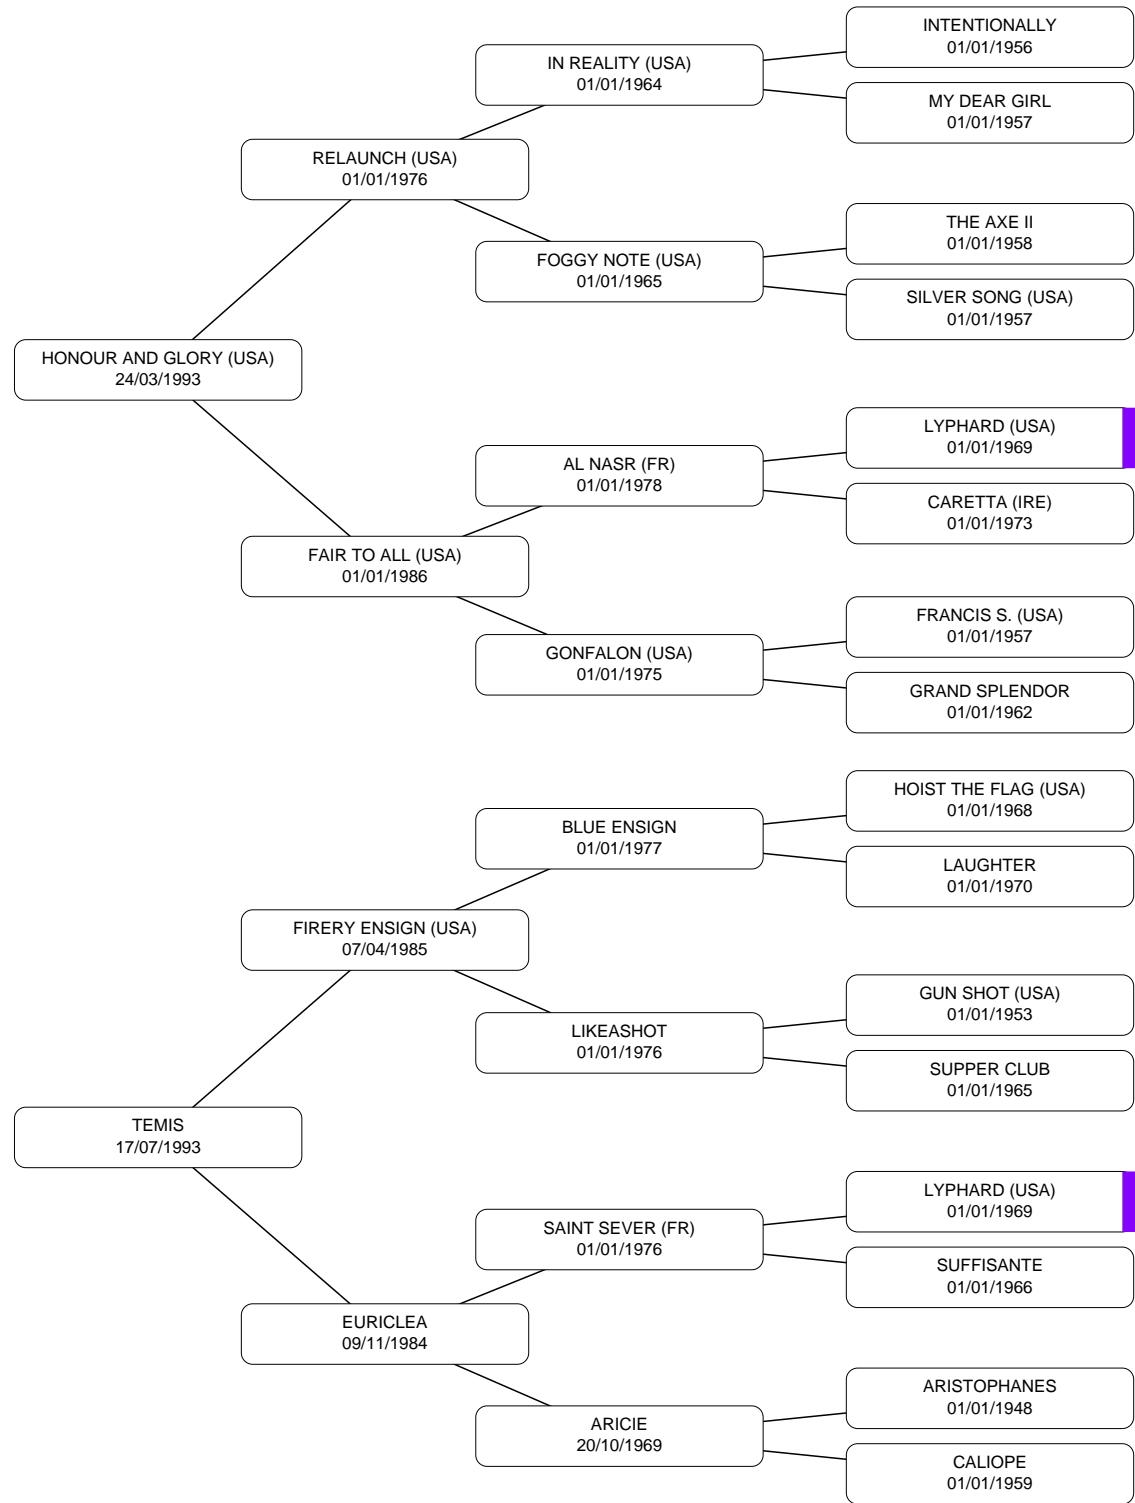 INTENTIONALLY
01/01/1956
IN REALITY (USA)
01/01/1964
MY DEAR GIRL
01/01/1957
RELAUNCH (USA)
01/01/1976
THE AXE II
01/01/1958
FOGGY NOTE (USA)
01/01/1965
SILVER SONG (USA)
01/01/1957
HONOUR AND GLORY (USA)
24/03/1993
LYPHARD (USA)
01/01/1969
AL NASR (FR)
01/01/1978
CARETTA (IRE)
01/01/1973
FAIR TO ALL (USA)
01/01/1986
FRANCIS S. (USA)
01/01/1957
GONFALON (USA)
01/01/1975
GRAND SPLENDOR
01/01/1962
HOIST THE FLAG (USA)
01/01/1968
BLUE ENSIGN
01/01/1977
LAUGHTER
01/01/1970
FIRERY ENSIGN (USA)
07/04/1985
GUN SHOT (USA)
01/01/1953
LIKEASHOT
01/01/1976
SUPPER CLUB
01/01/1965
TEMIS
17/07/1993
LYPHARD (USA)
01/01/1969
SAINT SEVER (FR)
01/01/1976
SUFFISANTE
01/01/1966
EURICLEA
09/11/1984
ARISTOPHANES
01/01/1948
ARICIE
20/10/1969
CALIOPE
01/01/1959